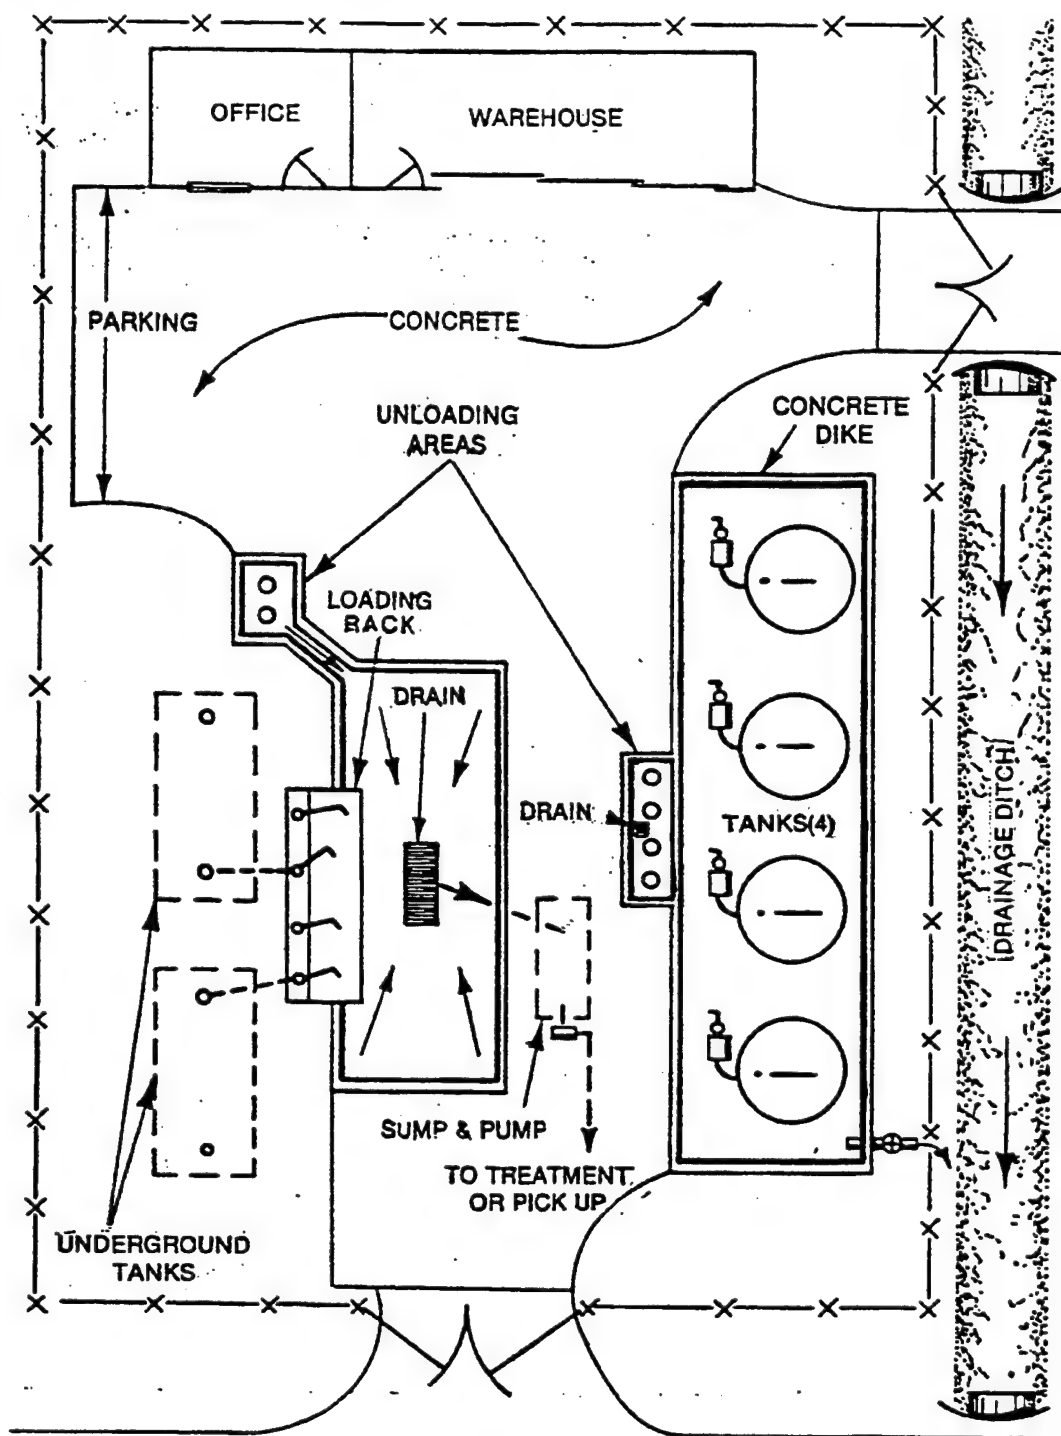 OFFICE
WAREHOUSE
PARKING
CONCRETE
UNLOADING
AREAS
CONCRETE
DIKE
LOADING
RACK
DRAIN
DRAIN
TANKS(4)
DRAINAGE DITCH
SUMP & PUMP
TO TREATMENT
OR PICK UP
UNDERGROUND
TANKS